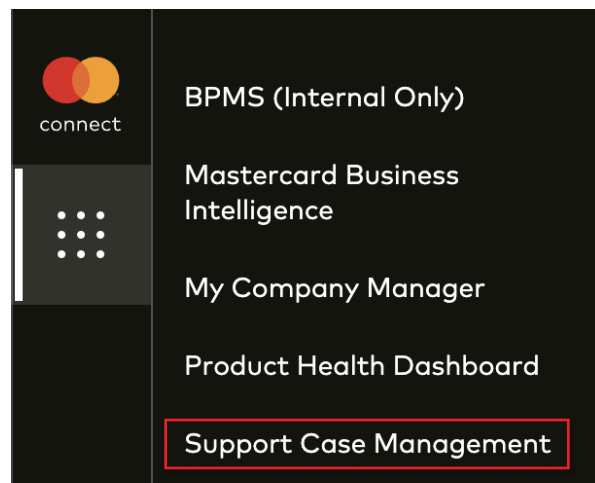 connect
BPMS (Internal Only)
Mastercard Business
Intelligence
My Company Manager
Product Health Dashboard
Support Case Management